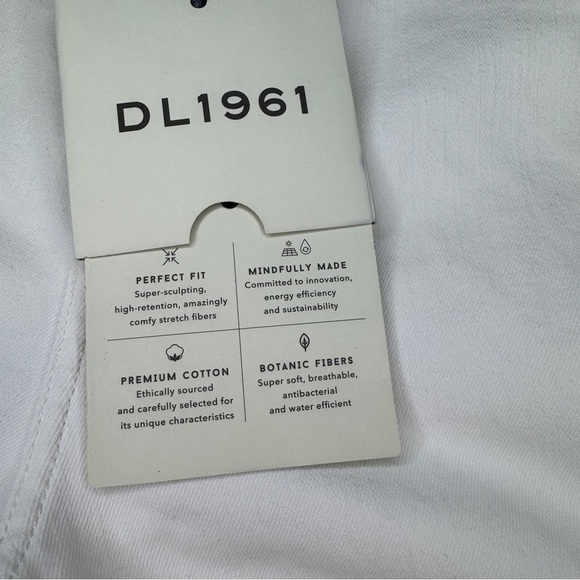 DL1961
PERFECT FIT
Super-sculpting,
high-retention, amazingly
comfy stretch fibers
MINDFULLY MADE
Committed to innovation,
energy efficiency
and sustainability
PREMIUM COTTON
Ethically sourced
and carefully selected for
its unique characteristics
BOTANIC FIBERS
Super soft, breathable,
antibacterial
and water efficient